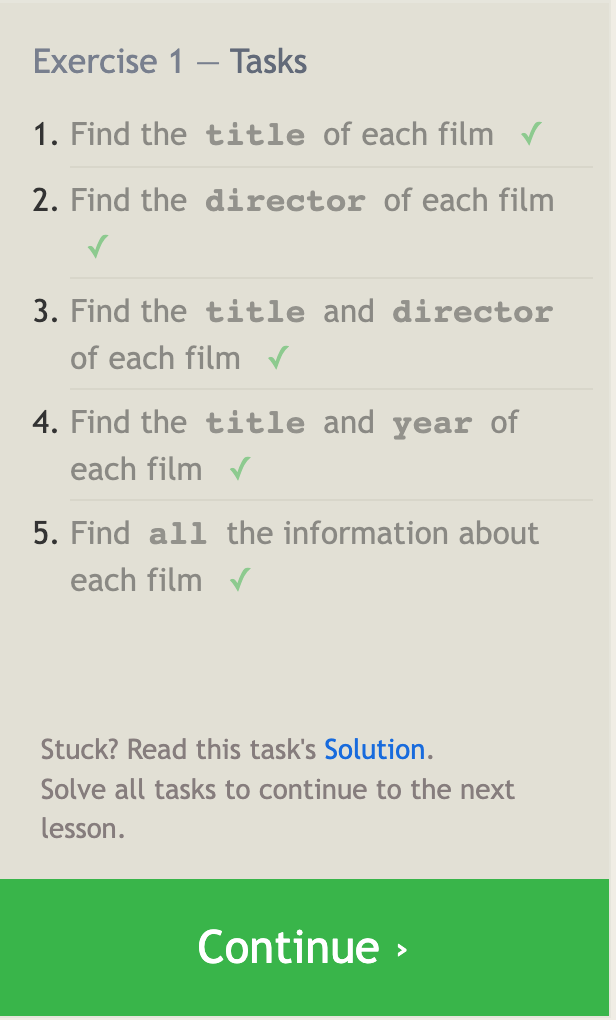 Exercise 1 — Tasks
1. Find the title of each film ✓
2. Find the director of each film
✓
3. Find the title and director
of each film ✓
4. Find the title and year of
each film ✓
5. Find all the information about
each film ✓
Stuck? Read this task's Solution.
Solve all tasks to continue to the next
lesson.
Continue ›